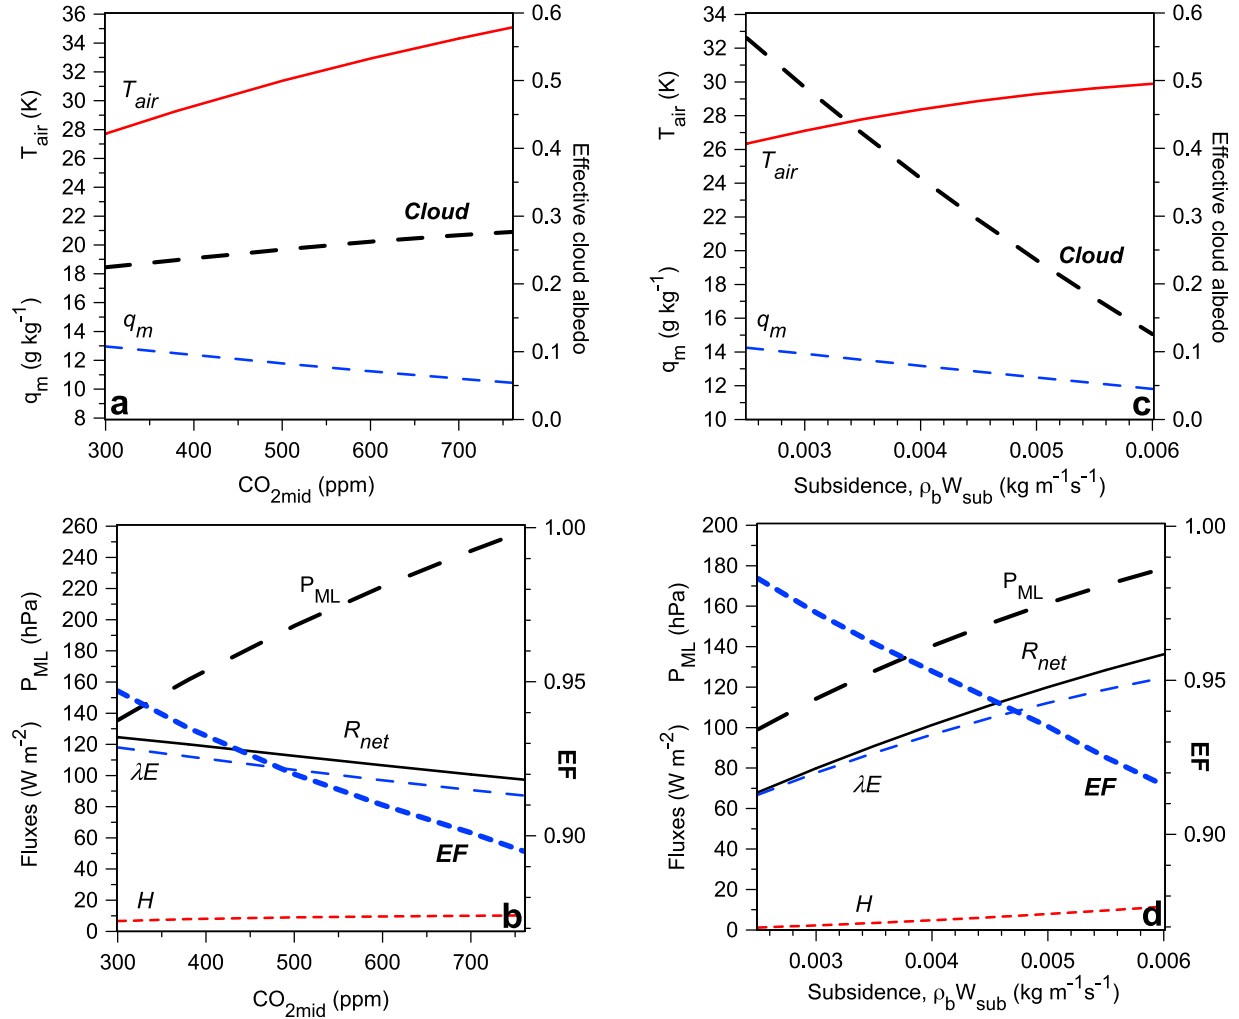 36
34
32
30
28
26
24
22
20
18
16
14
12
10
8
T_air (K)
q_m (g kg^-1)
T_air
Cloud
q_m
a
0.6
0.5
0.4
0.3
0.2
0.1
0.0
Effective cloud albedo
300 400 500 600 700
CO_2mid (ppm)
34
32
30
28
26
24
22
20
18
16
14
12
10
T_air (K)
q_m (g kg^-1)
T_air
Cloud
q_m
c
0.6
0.5
0.4
0.3
0.2
0.1
0.0
Effective cloud albedo
0.003 0.004 0.005 0.006
Subsidence, ρ_bW_sub (kg m^-1s^-1)
260
240
220
200
180
160
140
120
100
80
60
40
20
10
0
P_ML (hPa)
Fluxes (W m^-2)
P_ML
R_net
λE
EF
H
b
1.00
0.95
0.90
EF
300 400 500 600 700
CO_2mid (ppm)
200
180
160
140
120
100
80
60
40
20
10
0
P_ML (hPa)
Fluxes (W m^-2)
P_ML
R_net
λE
EF
H
d
1.00
0.95
0.90
EF
0.003 0.004 0.005 0.006
Subsidence, ρ_bW_sub (kg m^-1s^-1)